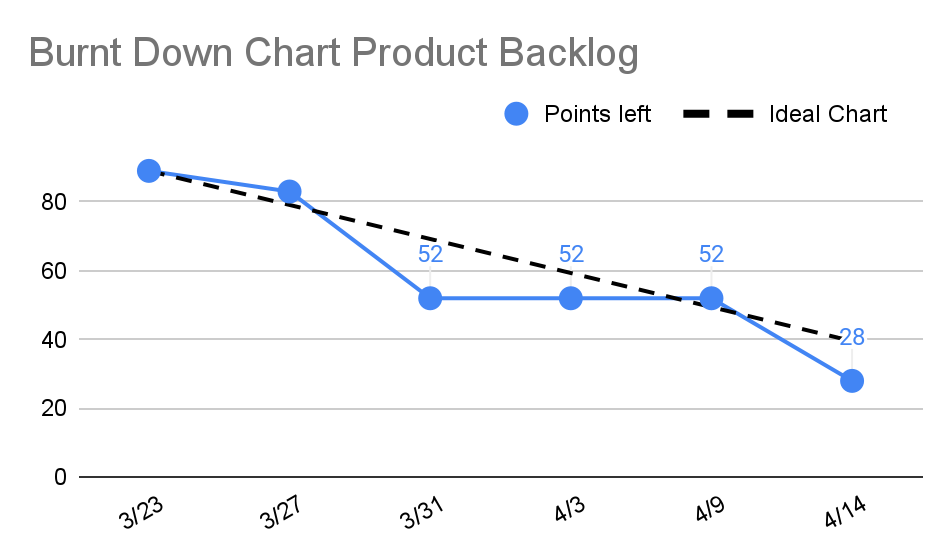 Burnt Down Chart Product Backlog
Points left Ideal Chart
80
52 52 52
60
40
28
20
0
3/23 3/27 3/31 4/3 4/9 4/14